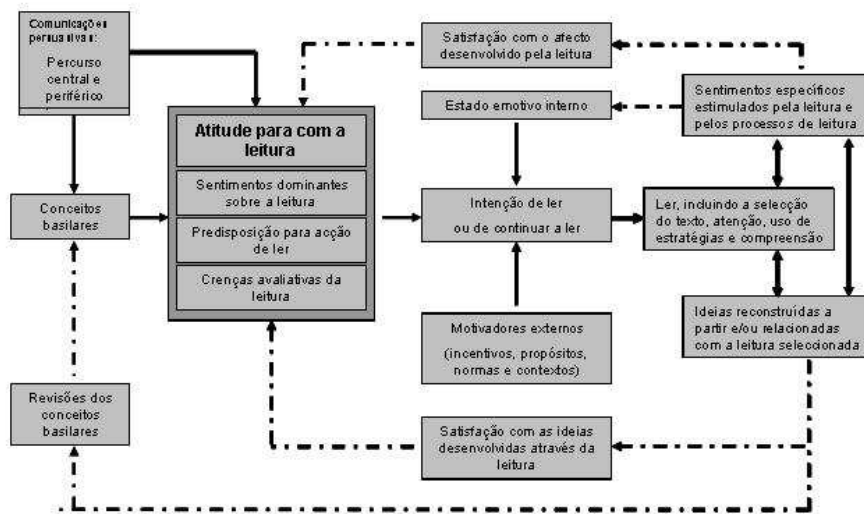 Comunicações
persuasivas:
Percurso
central e
periférico
Satisfação com o afecto
desenvolvido pela leitura
Sentimentos específicos
estimulados pela leitura e
pelos processos de leitura
Estado emotivo interno
Atitude para com a
leitura
Sentimentos dominantes
sobre a leitura
Predisposição para acção
de ler
Crenças avaliativas da
leitura
Conceitos
basilares
Intenção de ler
ou de continuar a ler
Ler, incluindo a selecção
do texto, atenção, uso de
estratégias e compreensão
Motivadores externos
(incentivos, propósitos,
normas e contextos)
Ideias reconstruídas a
partir e/ou relacionadas
com a leitura seleccionada
Revisões dos
conceitos
basilares
Satisfação com as ideias
desenvolvidas através da
leitura